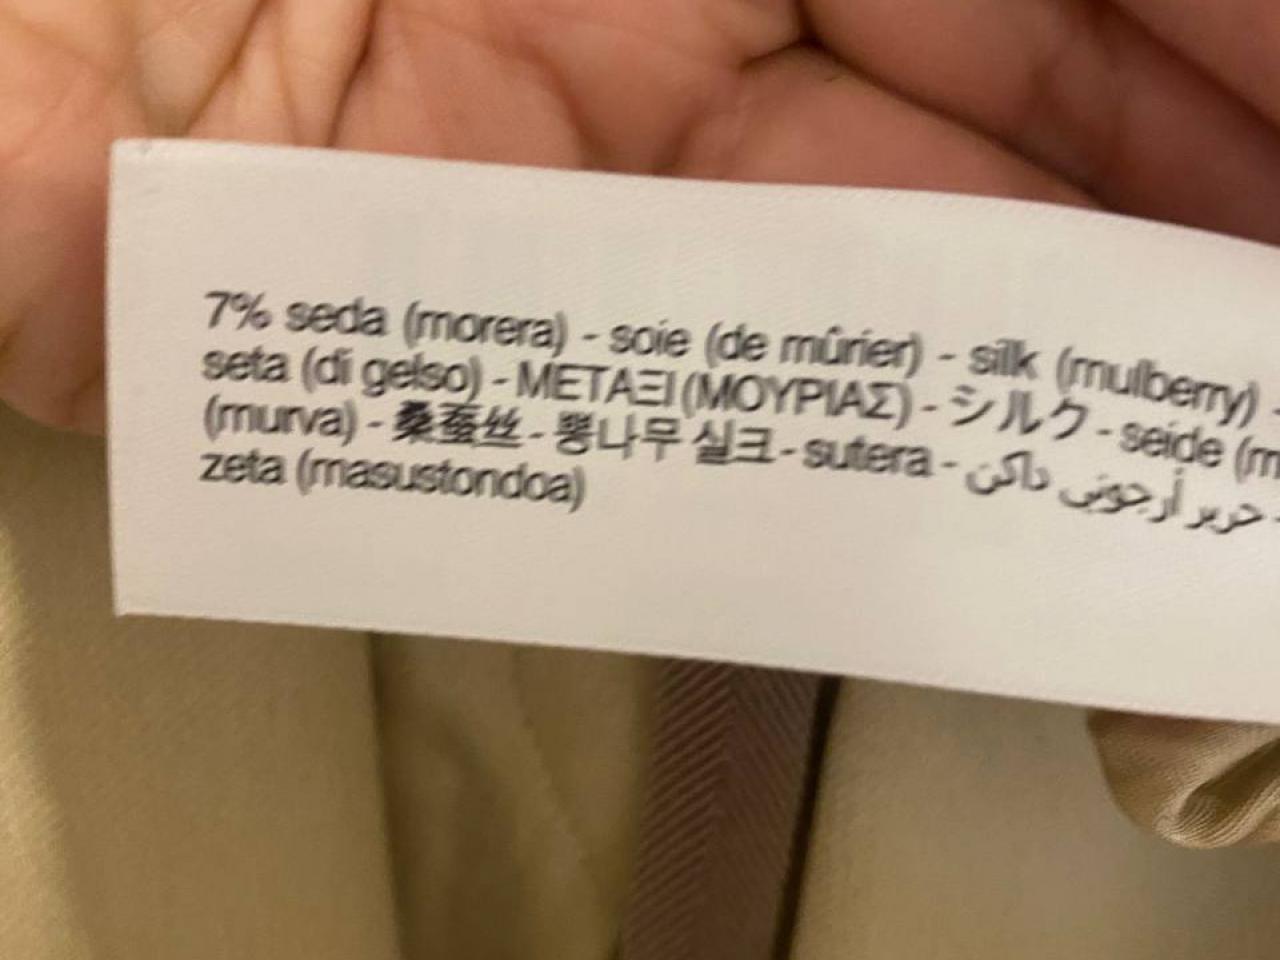 7% seda (morera) - soie (de mûrier) - silk (mulberry) -
seta (di gelso) - ΜΕΤΑΞΙ (ΜΟΥΡΙΑΣ) - シルク - seide (m
(murva) - 桑蚕丝 - 뽕나무 실크 - sutera - حرير أرجوني داكن -
zeta (masustondoa)